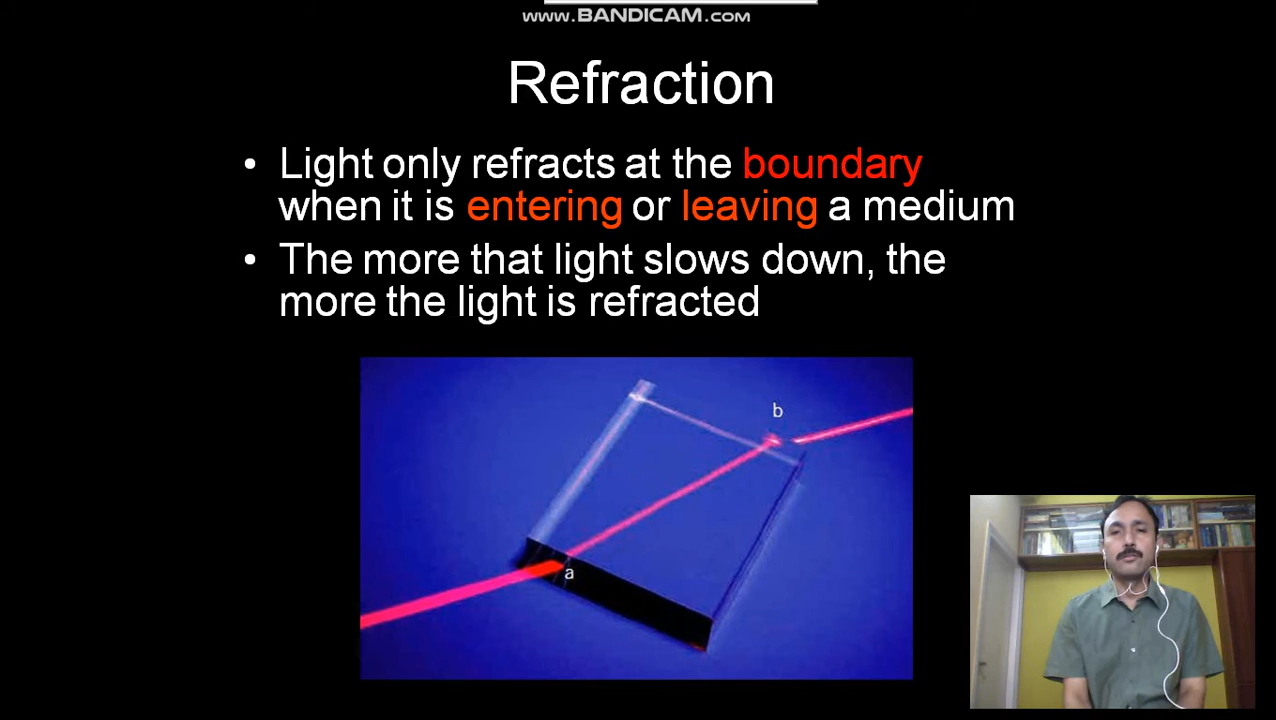 www.BANDICAM.com
Refraction
• Light only refracts at the boundary
when it is entering or leaving a medium
• The more that light slows down, the
more the light is refracted
b
a